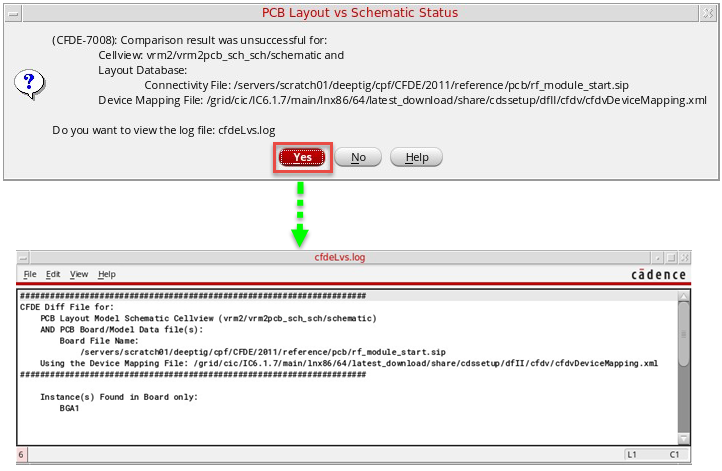 PCB Layout vs Schematic Status
(CFDE-7008): Comparison result was unsuccessful for:
Cellview: vrm2/vrm2pcb_sch_sch/schematic and
Layout Database:
Connectivity File: /servers/scratch01/deeptig/cpf/CFDE/2011/reference/pcb/rf_module_start.sip
Device Mapping File: /grid/cic/IC6.1.7/main/lnx86/64/latest_download/share/cdssetup/dfII/cfdv/cfdvDeviceMapping.xml
?
Do you want to view the log file: cfdeLvs.log
Yes No Help
cfdeLvs.log
File Edit View Help cādence
######################################################################
CFDE Diff File for:
PCB Layout Model Schematic Cellview (vrm2/vrm2pcb_sch_sch/schematic)
AND PCB Board/Model Data file(s):
Board File Name:
/servers/scratch01/deeptig/cpf/CFDE/2011/reference/pcb/rf_module_start.sip
Using the Device Mapping File: /grid/cic/IC6.1.7/main/lnx86/64/latest_download/share/cdssetup/dfII/cfdv/cfdvDeviceMapping.xml
######################################################################
Instance(s) Found in Board only:
BGA1
6 L1 C1